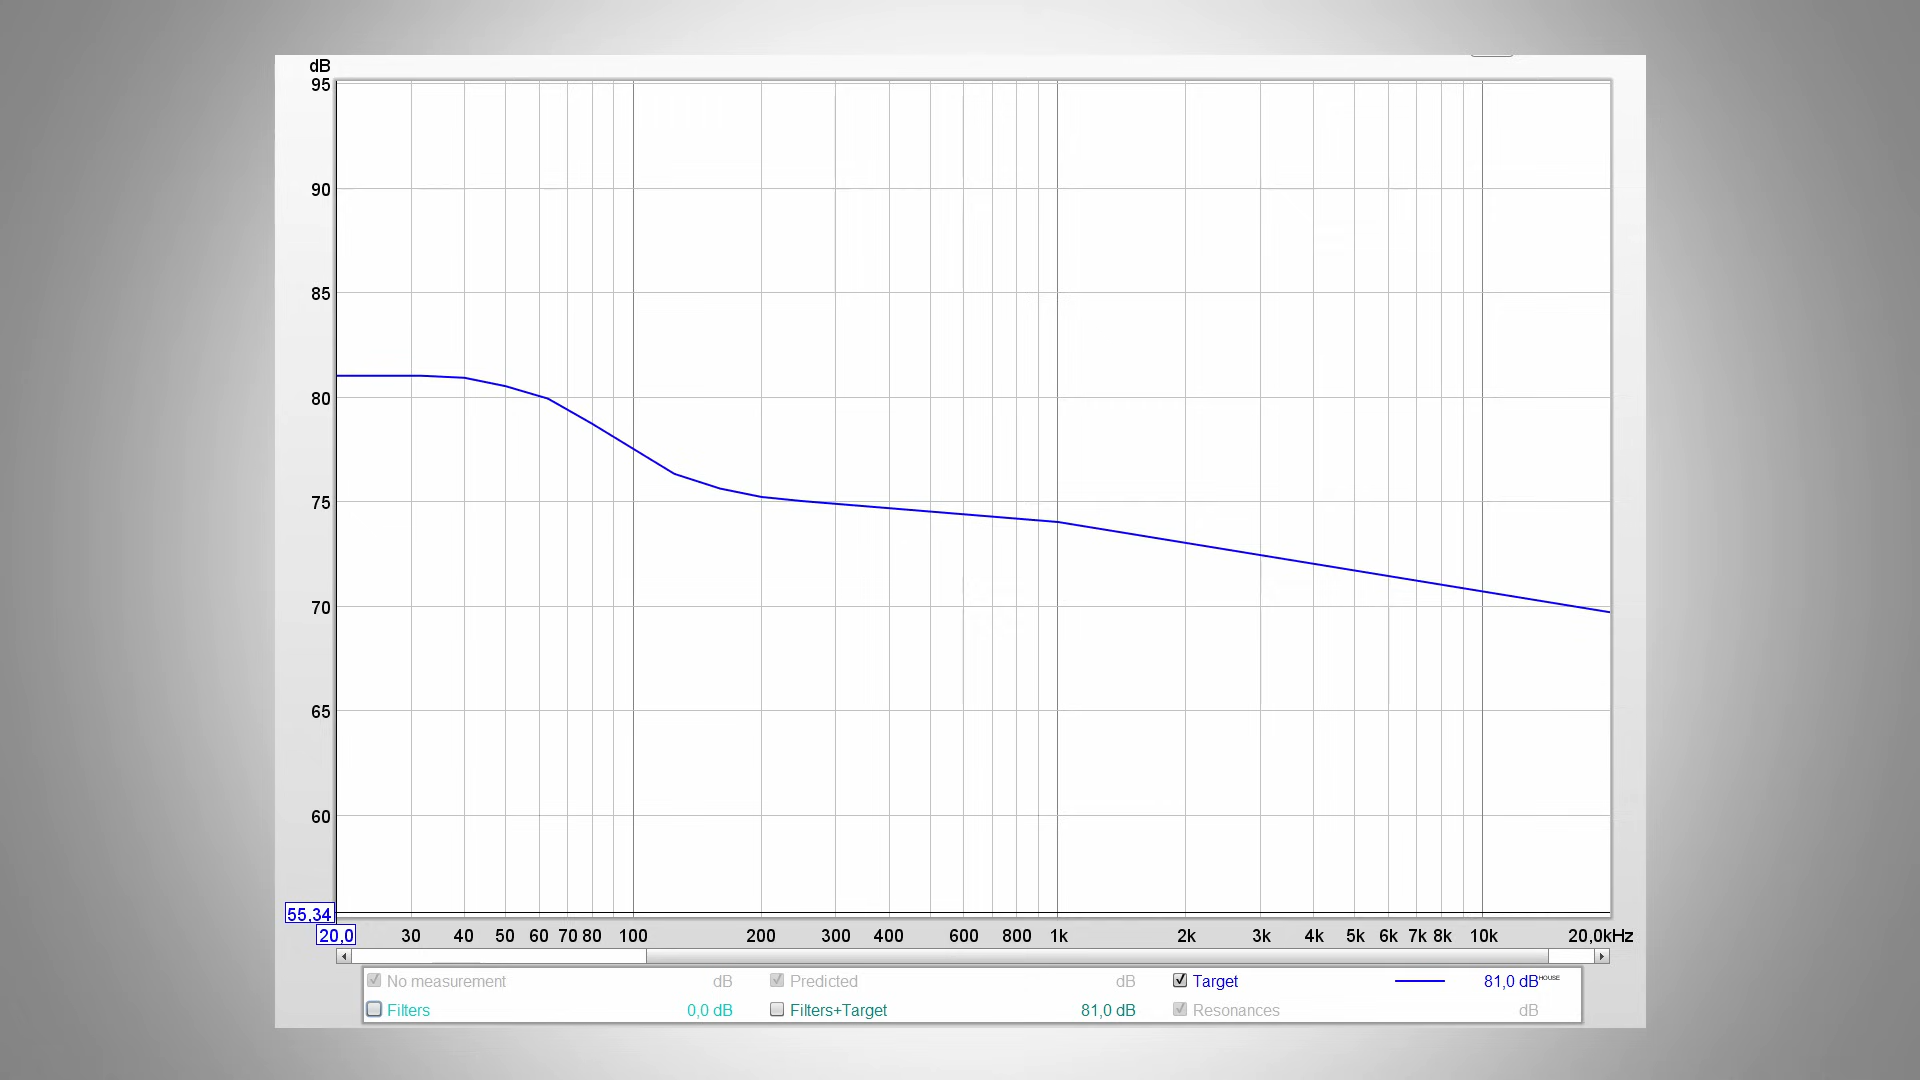 dB
95
90
85
80
75
70
65
60
55,34
20,0 30 40 50 60 70 80 100 200 300 400 600 800 1k 2k 3k 4k 5k 6k 7k 8k 10k 20,0kHz
No measurement dB Predicted dB Target 81,0 dB HOUSE
Filters 0,0 dB Filters+Target 81,0 dB Resonances dB